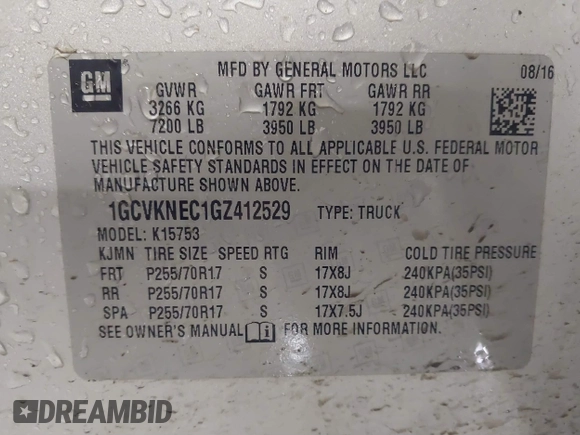 GM
MFD BY GENERAL MOTORS LLC 08/16
GVWR GAWR FRT GAWR RR
3266 KG 1792 KG 1792 KG
7200 LB 3950 LB 3950 LB
THIS VEHICLE CONFORMS TO ALL APPLICABLE U.S. FEDERAL MOTOR
VEHICLE SAFETY STANDARDS IN EFFECT ON THE DATE OF
MANUFACTURE SHOWN ABOVE.
1GCVKNEC1GZ412529 TYPE: TRUCK
MODEL: K15753
KJMN TIRE SIZE SPEED RTG RIM COLD TIRE PRESSURE
FRT P255/70R17 S 17X8J 240KPA(35PSI)
RR P255/70R17 S 17X8J 240KPA(35PSI)
SPA P255/70R17 S 17X7.5J 240KPA(35PSI)
SEE OWNER'S MANUAL FOR MORE INFORMATION.
DREAMBID